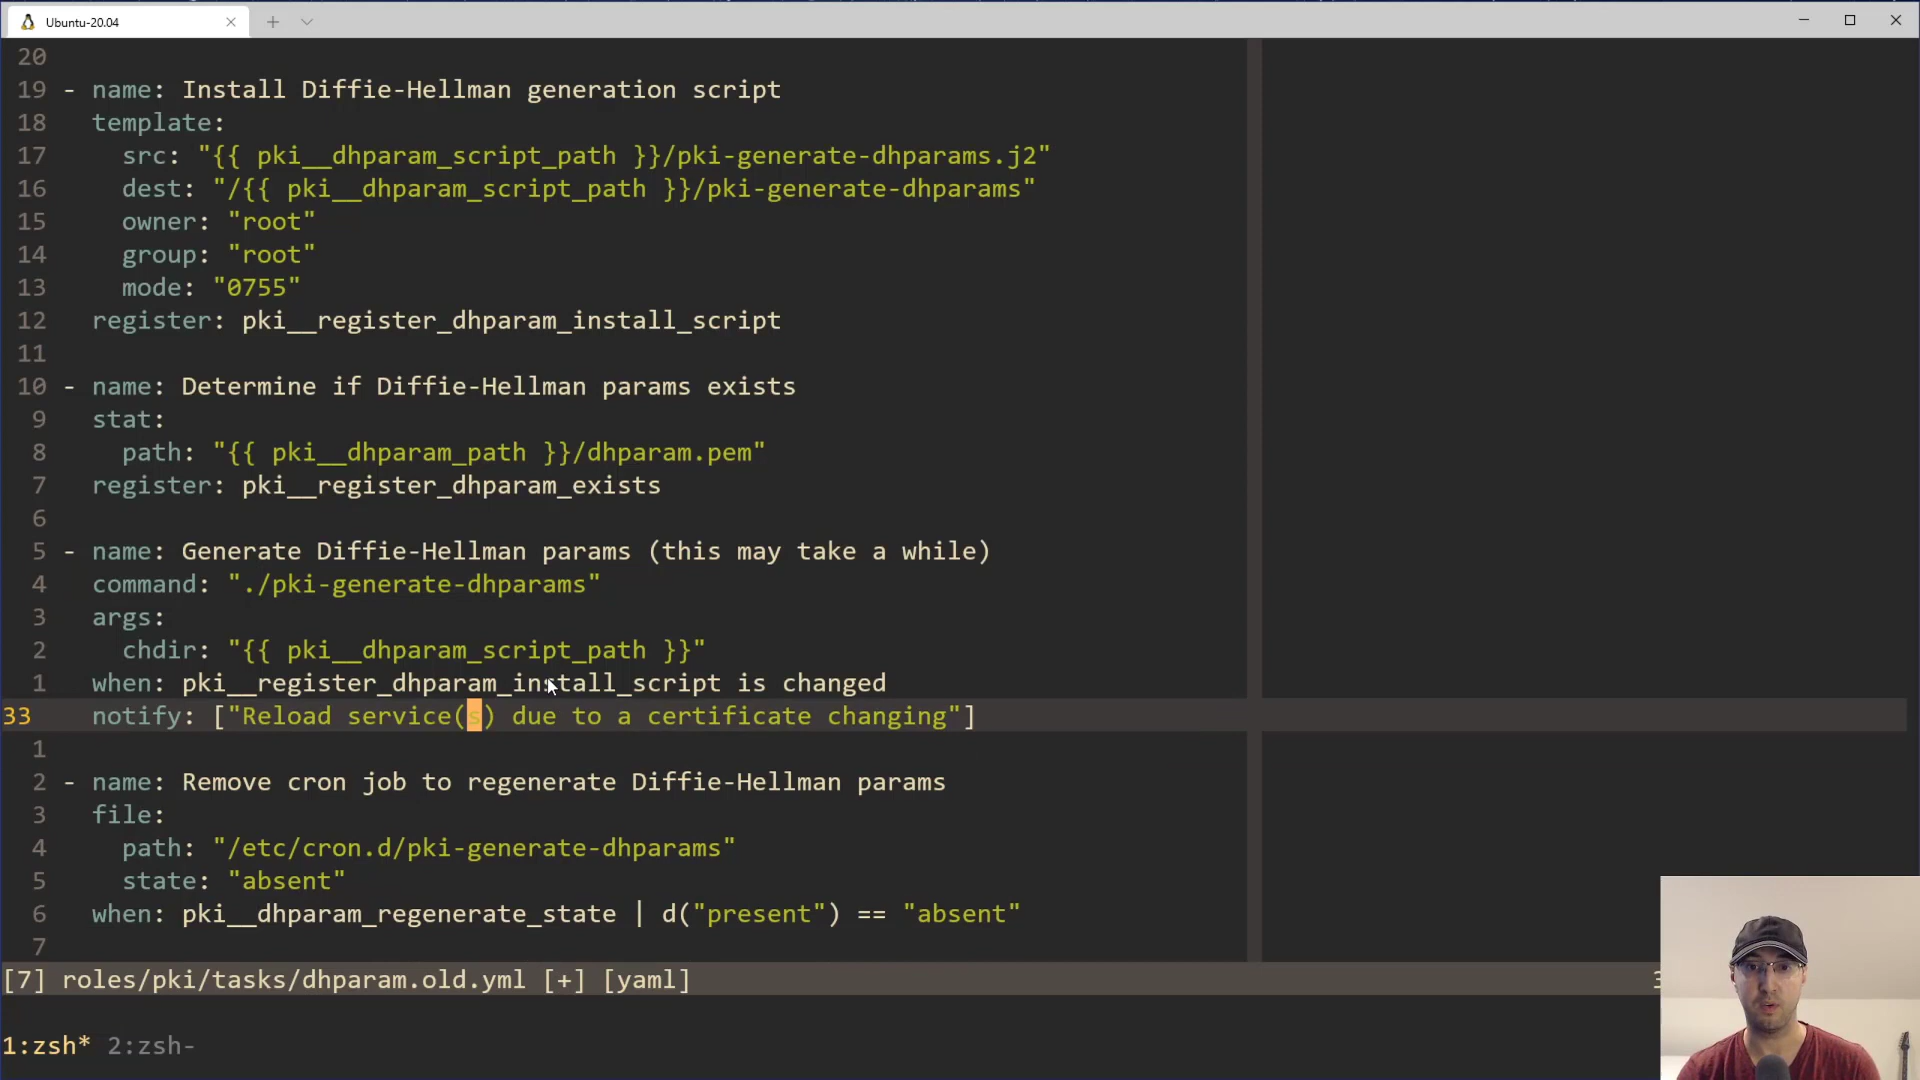 Ubuntu-20.04
20
19 - name: Install Diffie-Hellman generation script
18 template:
17 src: "{{ pki__dhparam_script_path }}/pki-generate-dhparams.j2"
16 dest: "/{{ pki__dhparam_script_path }}/pki-generate-dhparams"
15 owner: "root"
14 group: "root"
13 mode: "0755"
12 register: pki__register_dhparam_install_script
11
10 - name: Determine if Diffie-Hellman params exists
9 stat:
8 path: "{{ pki__dhparam_path }}/dhparam.pem"
7 register: pki__register_dhparam_exists
6
5 - name: Generate Diffie-Hellman params (this may take a while)
4 command: "./pki-generate-dhparams"
3 args:
2 chdir: "{{ pki__dhparam_script_path }}"
1 when: pki__register_dhparam_install_script is changed
33 notify: ["Reload service(s) due to a certificate changing"]
1
2 - name: Remove cron job to regenerate Diffie-Hellman params
3 file:
4 path: "/etc/cron.d/pki-generate-dhparams"
5 state: "absent"
6 when: pki__dhparam_regenerate_state | d("present") == "absent"
7
[7] roles/pki/tasks/dhparam.old.yml [+] [yaml]
1:zsh* 2:zsh-